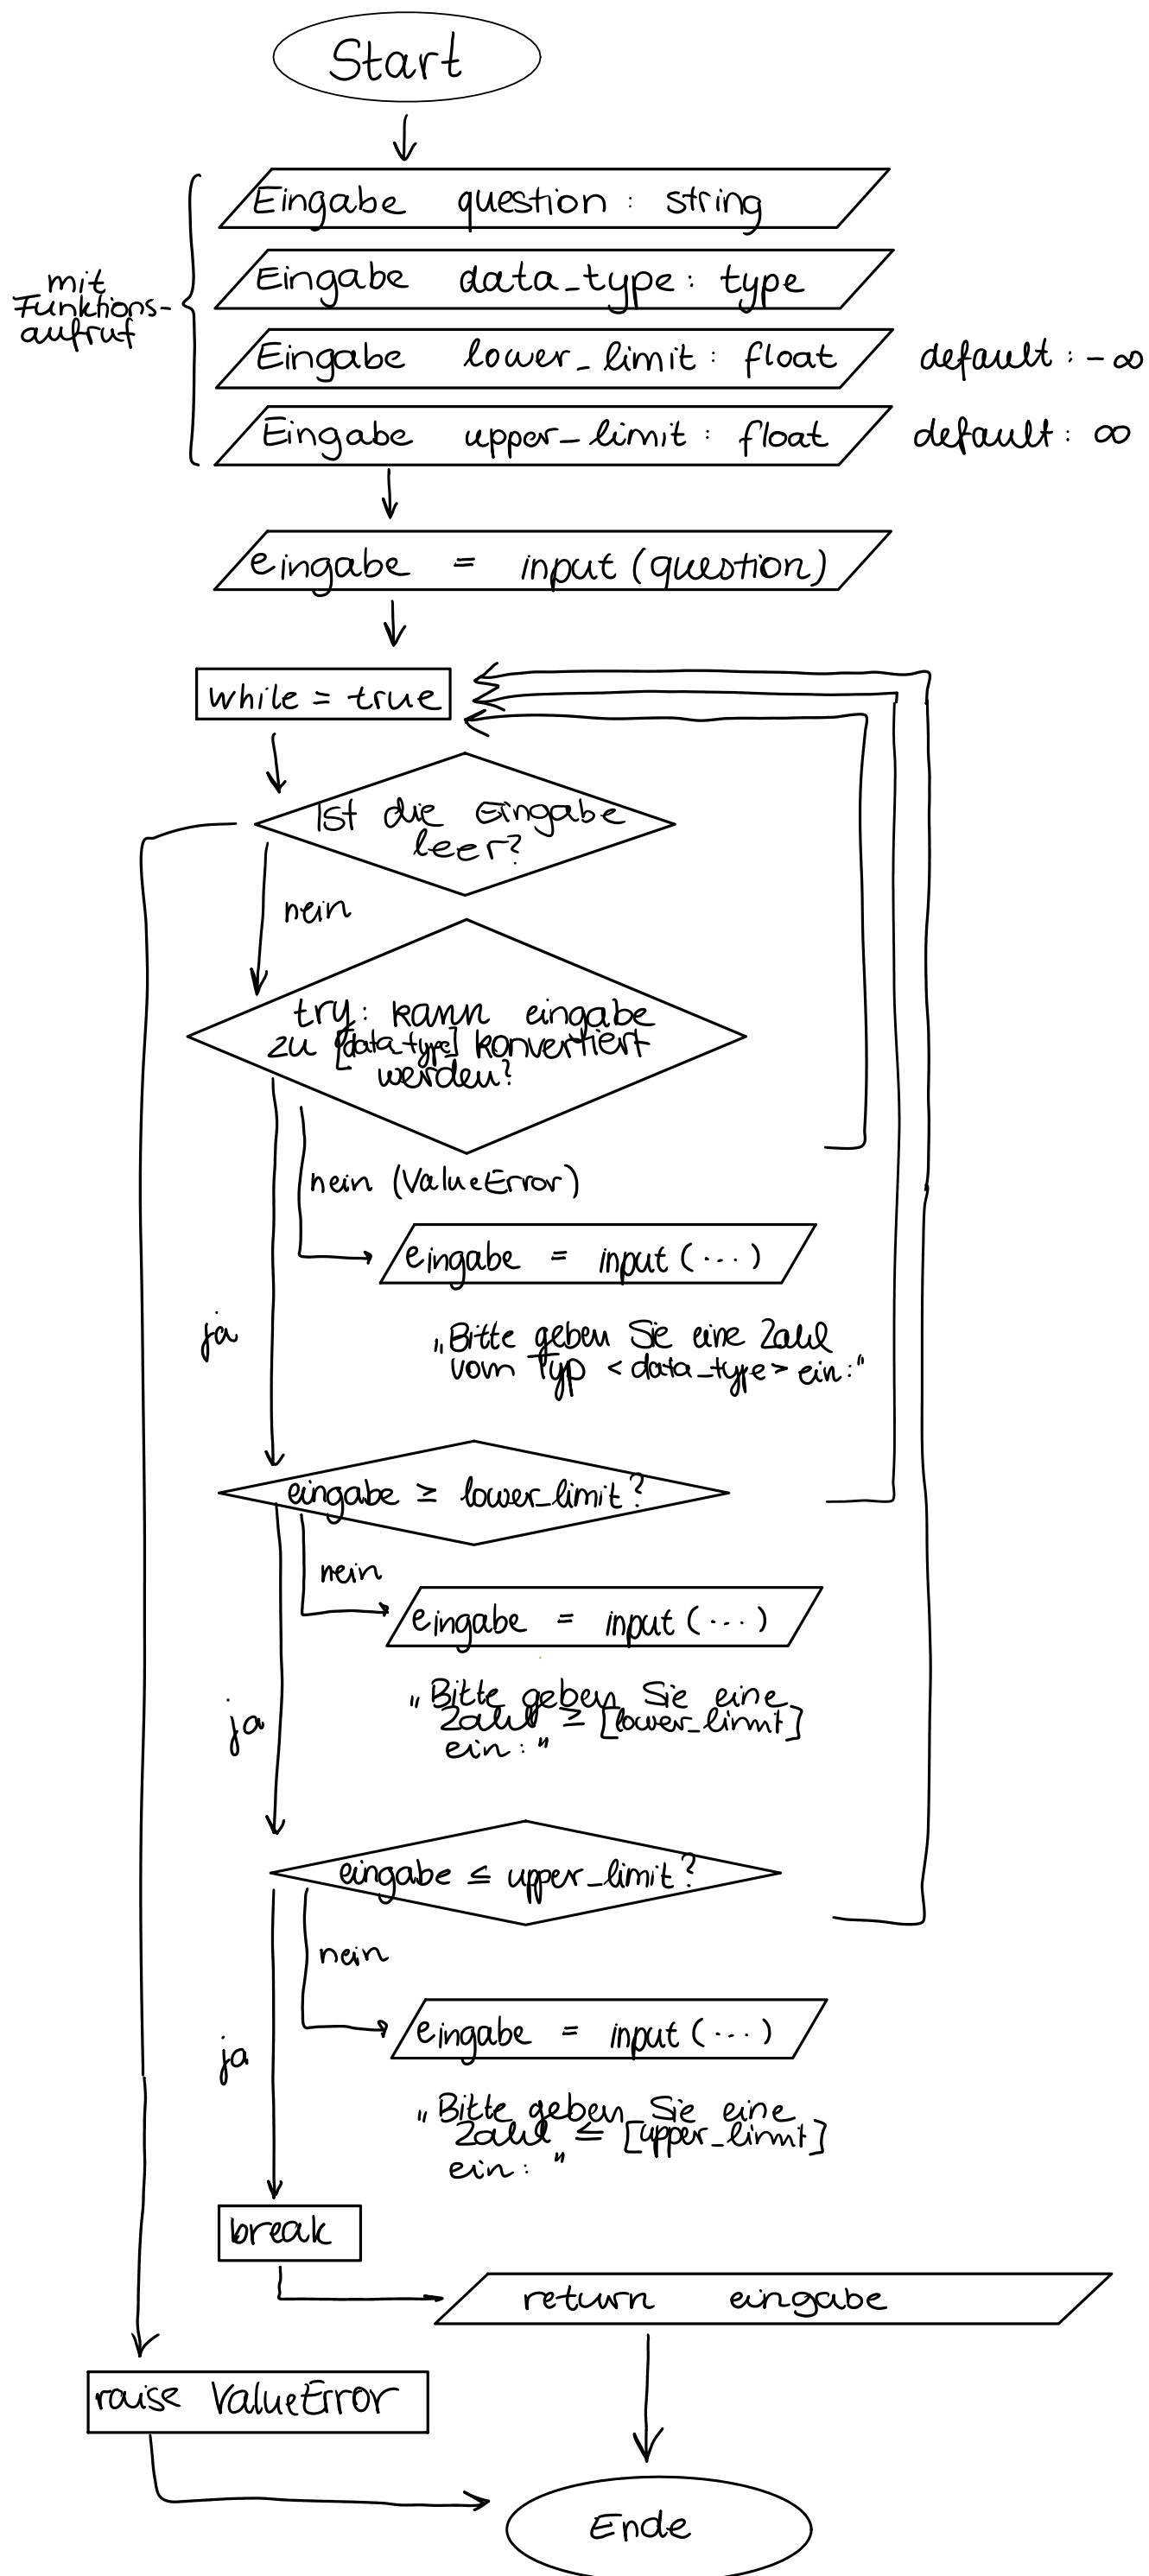 Start
Eingabe question : string
mit
Funktions-
aufruf
Eingabe data_type : type
Eingabe lower_limit : float default : -∞
Eingabe upper_limit : float default : ∞
eingabe = input (question)
while = true
Ist die Eingabe
leer?
nein
try: kann eingabe
zu [data_type] konvertiert
werden?
nein (ValueError)
eingabe = input (...)
ja
„Bitte geben Sie eine Zahl
vom Typ <data_type> ein:“
eingabe ≥ lower_limit?
nein
eingabe = input (...)
ja
„Bitte geben Sie eine
Zahl ≥ [lower_limit]
ein:“
eingabe ≤ upper_limit?
nein
eingabe = input (...)
ja
„Bitte geben Sie eine
Zahl ≤ [upper_limit]
ein:“
break
return eingabe
raise ValueError
Ende